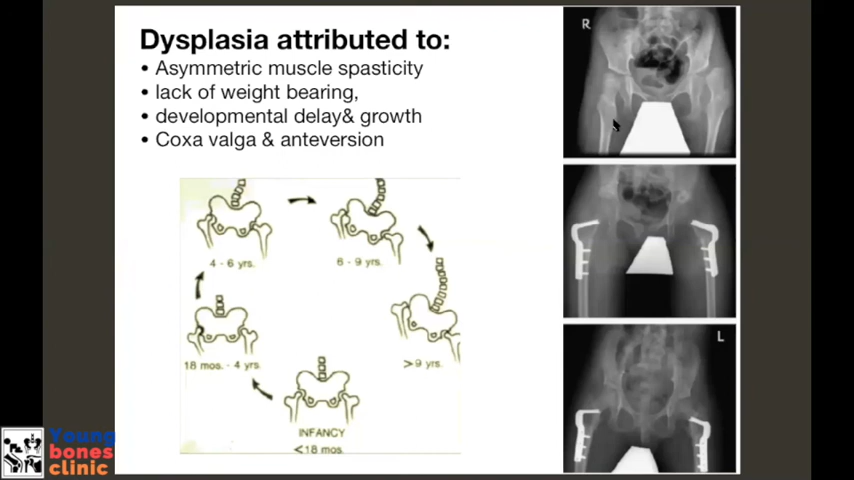 Dysplasia attributed to:
• Asymmetric muscle spasticity
• lack of weight bearing,
• developmental delay& growth
• Coxa valga & anteversion
R
4 - 6 yrs.
6 - 9 yrs.
18 mos. - 4 yrs.
>9 yrs.
INFANCY
<18 mos.
L
Young
bones
clinic